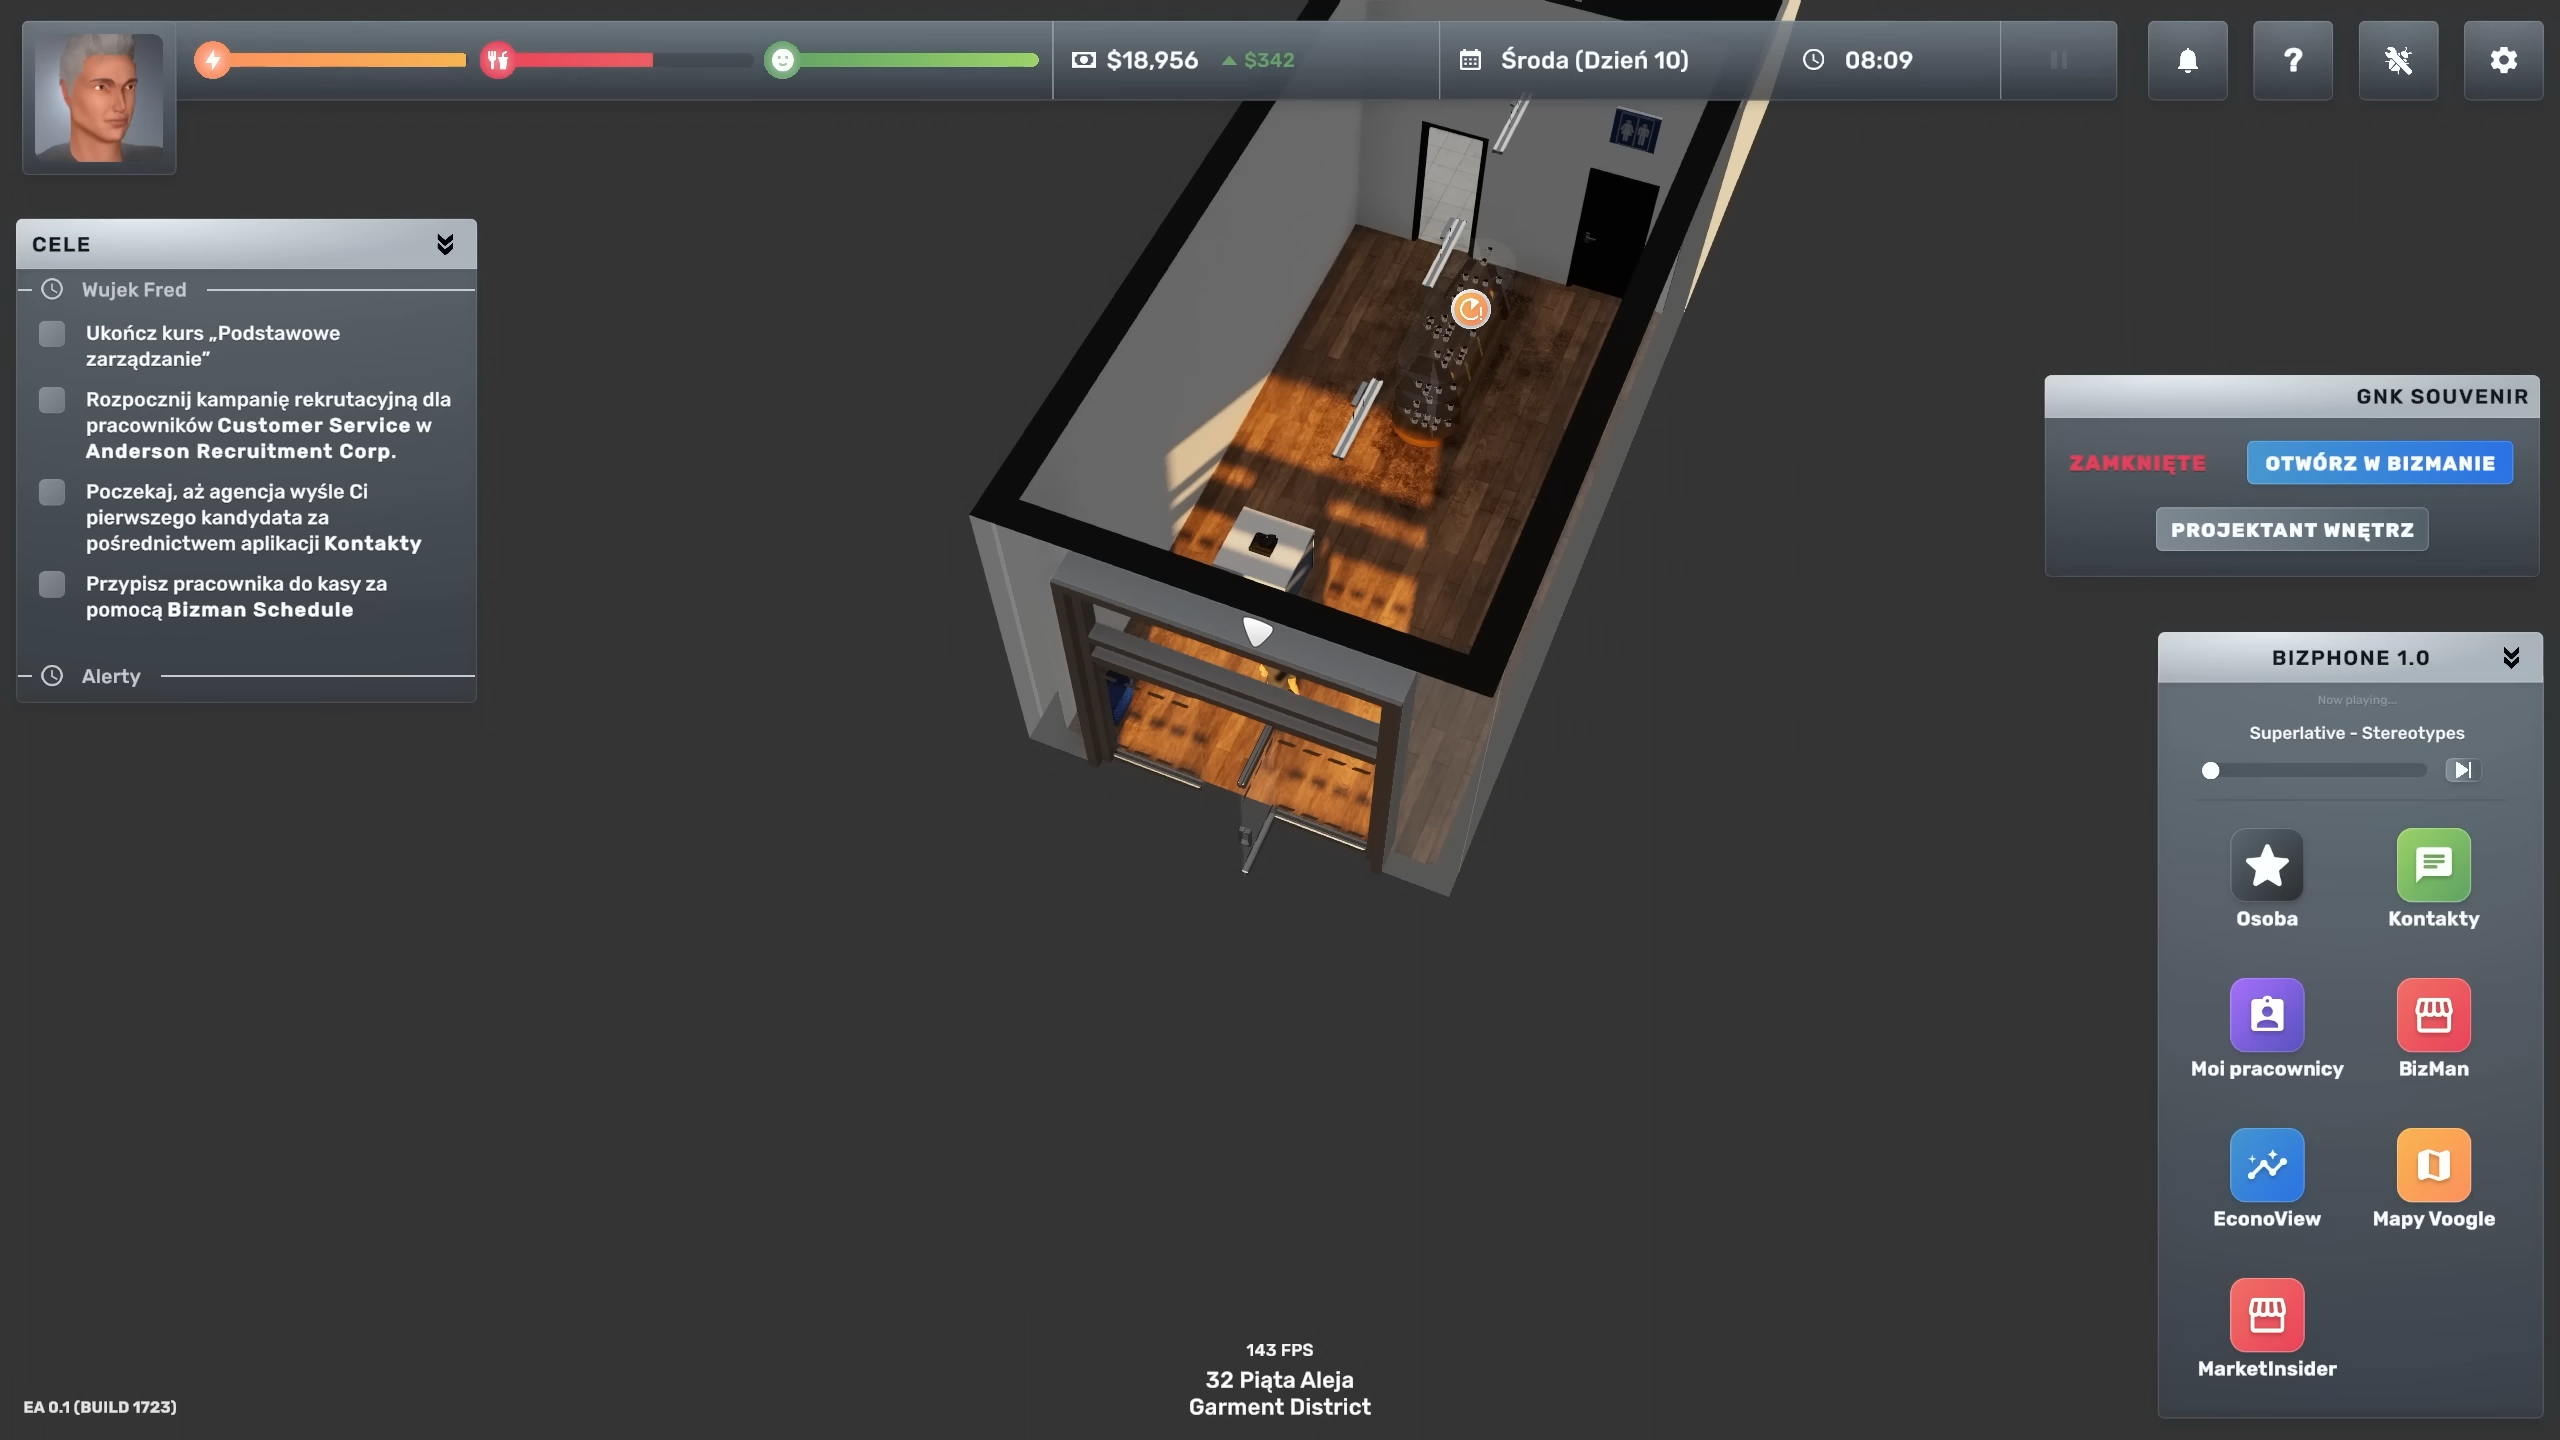 $18,956
$342
Środa (Dzień 10)
08:09
CELE
Wujek Fred
Ukończ kurs „Podstawowe
zarządzanie”
Rozpocznij kampanię rekrutacyjną dla
pracowników Customer Service w
Anderson Recruitment Corp.
Poczekaj, aż agencja wyśle Ci
pierwszego kandydata za
pośrednictwem aplikacji Kontakty
Przypisz pracownika do kasy za
pomocą Bizman Schedule
Alerty
GNK SOUVENIR
ZAMKNIĘTE
OTWÓRZ W BIZMANIE
PROJEKTANT WNĘTRZ
BIZPHONE 1.0
Now playing...
Superlative - Stereotypes
Osoba
Kontakty
Moi pracownicy
BizMan
EconoView
Mapy Voogle
MarketInsider
143 FPS
32 Piąta Aleja
Garment District
EA 0.1 (BUILD 1723)